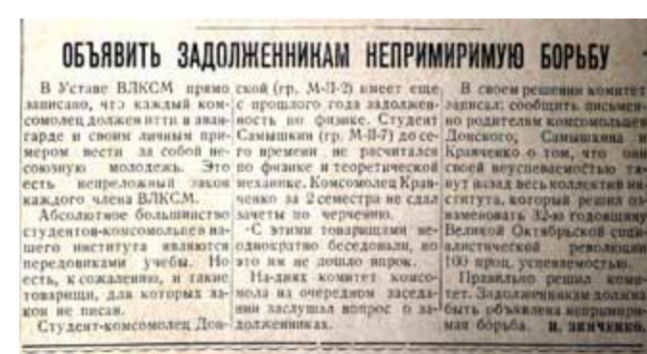 ОБЪЯВИТЬ ЗАДОЛЖЕННИКАМ НЕПРИМИРИМУЮ БОРЬБУ
В Уставе ВЛКСМ прямо
записано, что каждый ком-
сомолец должен итти в аван-
гарде и своим личным при-
мером вести за собой не-
союзную молодежь. Это
есть непреложный закон
каждого члена ВЛКСМ.
Абсолютное большинство
студентов-комсомольцев на-
шего института являются
передовиками учебы. Но
есть, к сожалению, и такие
товарищи, для которых за-
кон не писан.
Студент-комсомолец Дон-
ской (гр. М-II-2) имеет еще
с прошлого года задолжен-
ность по физике. Студент
Самышкин (гр. М-II-7) до се-
го времени не расчитался
по физике и теоретической
механике. Комсомолец Крав-
ченко за 2 семестра не сдал
зачеты по черчению.
С этими товарищами не-
однократно беседовали, но
это им не дошло впрок.
На-днях комитет комсо-
мола на очередном заседа-
нии заслушал вопрос о за-
долженниках.
В своем решении комитет
записал: сообщить письмен-
но родителям комсомольцев
Донского, Самышкина и
Кравченко о том, что они
своей неуспеваемостью тя-
нут назад весь коллектив ин-
ститута, который решил оз-
наменовать 32-ю годовщину
Великой Октябрьской соци-
алистической революции
100 проц. успеваемостью.
Правильно решил коми-
тет. Задолженникам должна
быть объявлена непримири-
мая борьба. И. ЗИНЧЕНКО.